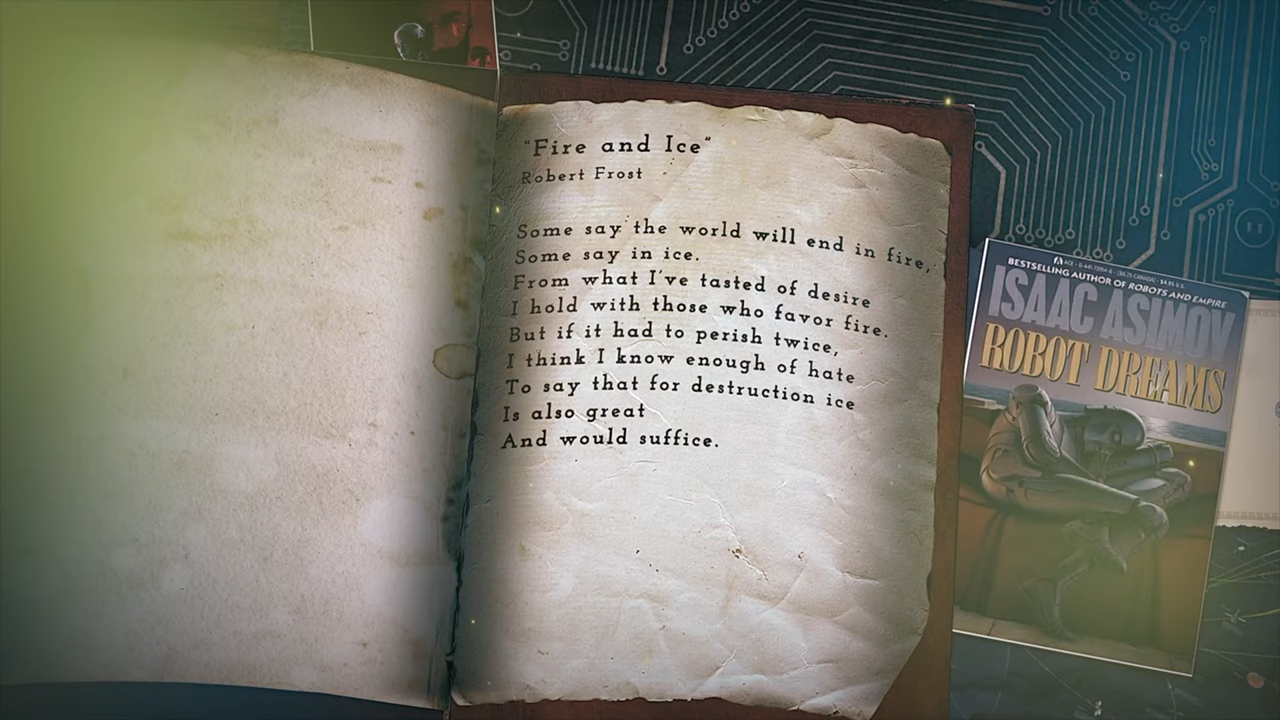 "Fire and Ice"
Robert Frost
Some say the world will end in fire,
Some say in ice.
From what I've tasted of desire
I hold with those who favor fire.
But if it had to perish twice,
I think I know enough of hate
To say that for destruction ice
Is also great
And would suffice.
BESTSELLING AUTHOR OF ROBOTS AND EMPIRE
ISAAC ASIMOV
ROBOT DREAMS